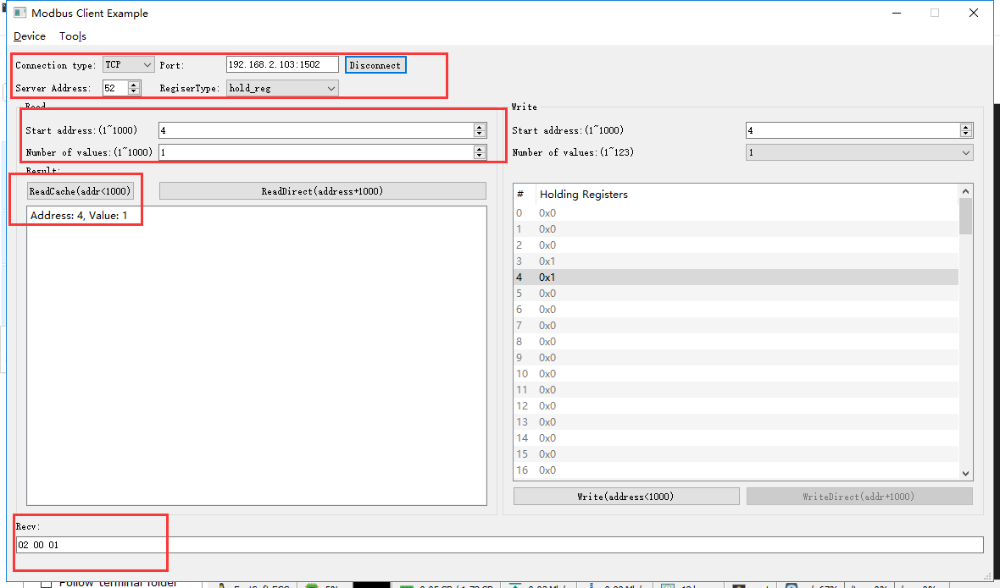 Modbus Client Example
Device Tools
Connection type: TCP Port: 192.168.2.103:1502 Disconnect
Server Address: 52 RegiserType: hold_reg
Read
Write
Start address:(1~1000) 4
Start address:(1~1000) 4
Number of values:(1~1000) 1
Number of values:(1~123) 1
Result:
ReadCache(addr<1000) ReadDirect(address+1000)
Address: 4, Value: 1
# Holding Registers
0 0x0
1 0x0
2 0x0
3 0x1
4 0x1
5 0x0
6 0x0
7 0x0
8 0x0
9 0x0
10 0x0
11 0x0
12 0x0
13 0x0
14 0x0
15 0x0
16 0x0
Write(address<1000) WriteDirect(addr+1000)
Recv:
02 00 01
Follow terminal folder